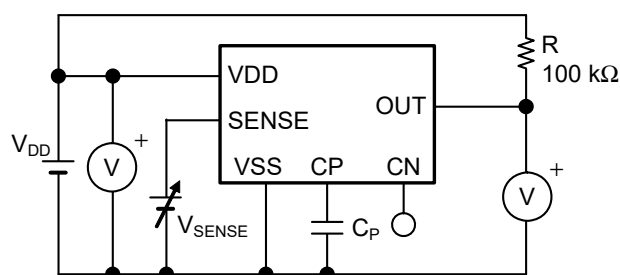 R
100 kΩ
VDD
OUT
SENSE
V_DD
V
+
VSS CP CN
V
+
V_SENSE
C_P